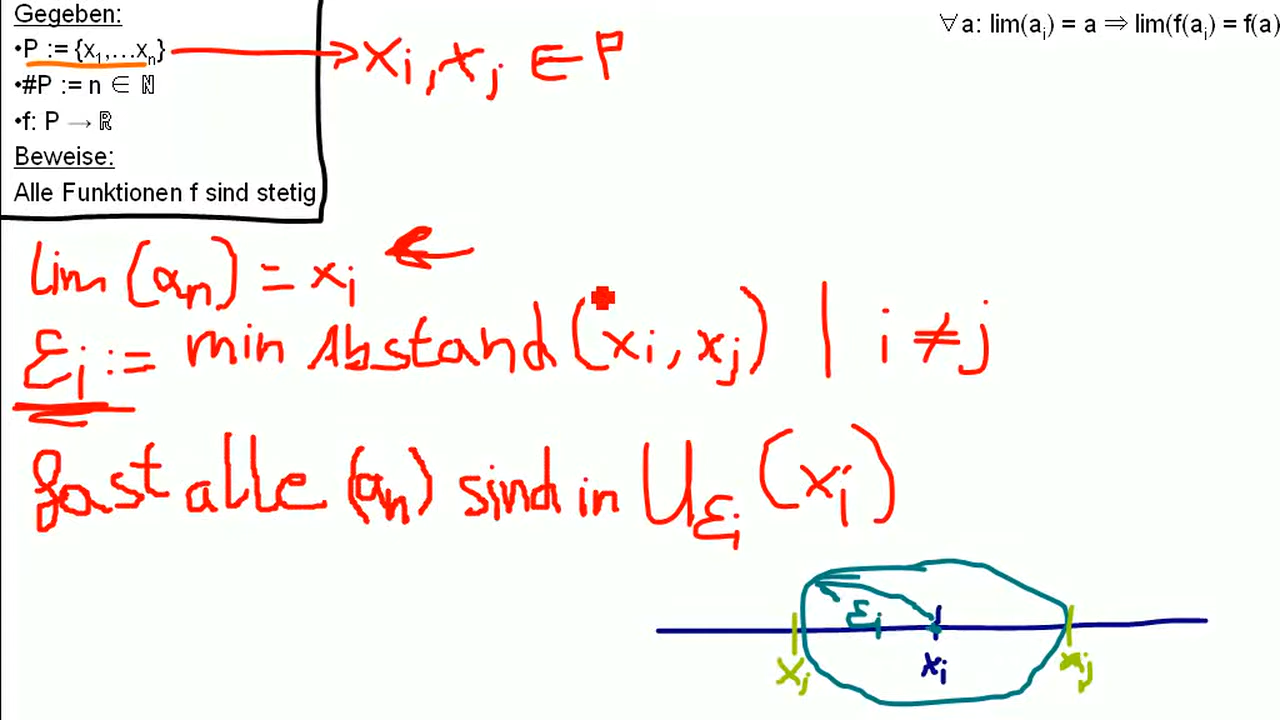 Gegeben:
•P := {x₁,...xₙ}
xᵢ, xⱼ ∈ P
•#P := n ∈ ℕ
•f: P → ℝ
Beweise:
Alle Funktionen f sind stetig
∀a: lim(aᵢ) = a ⇒ lim(f(aᵢ) = f(a)
lim (aₙ) = xᵢ
εᵢ := min Abstand (xᵢ, xⱼ) | i ≠ j
fast alle (aₙ) sind in U_εᵢ (xᵢ)
εᵢ
xⱼ xᵢ xⱼ